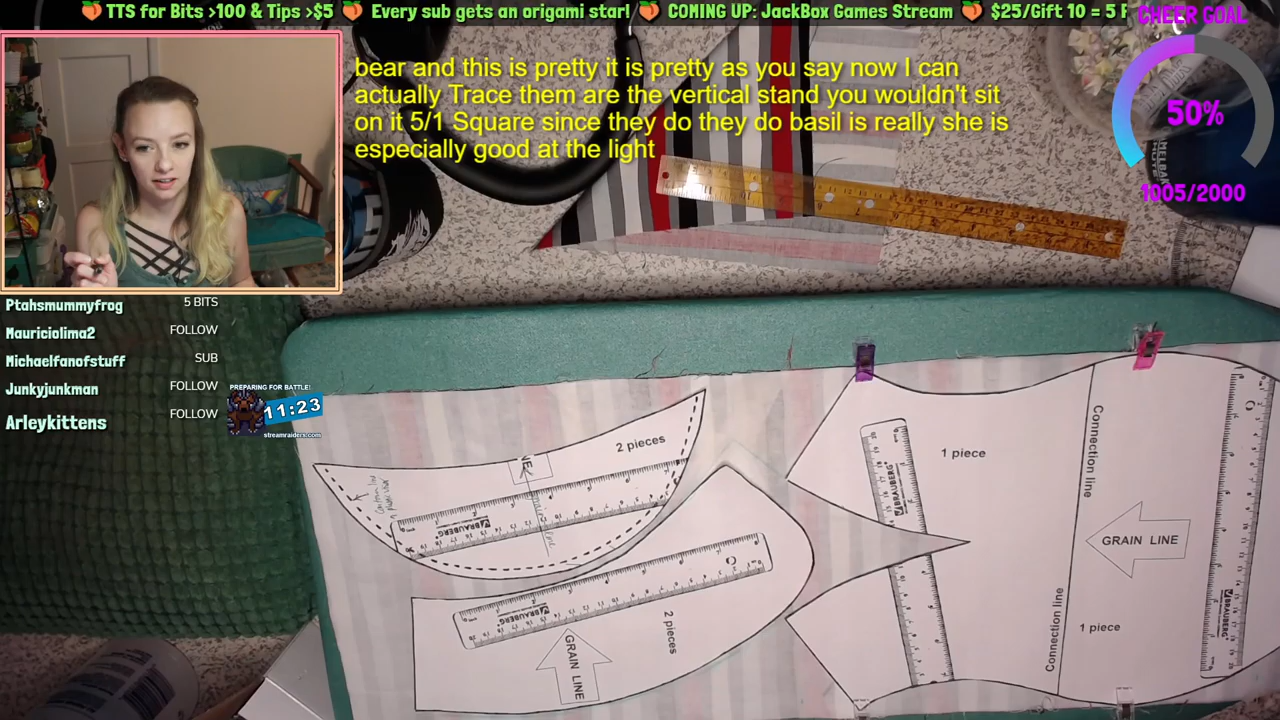 TTS for Bits >100 & Tips >$5 Every sub gets an origami star! COMING UP: JackBox Games Stream $25/Gift 10 = 5
CHEER GOAL
50%
1005/2000
bear and this is pretty it is pretty as you say now I can
actually Trace them are the vertical stand you wouldn't sit
on it 5/1 Square since they do they do basil is really she is
especially good at the light
Ptahsmummyfrog 5 BITS
Mauriciolima2 FOLLOW
Michaelfanofstuff SUB
Junkyjunkman FOLLOW
Arleykittens FOLLOW
PREPARING FOR BATTLE!
11:23
streamraiders.com
2 pieces
BRAUBERG
BRAUBERG
2 pieces
GRAIN LINE
1 piece
BRAUBERG
Connection line
GRAIN LINE
Connection line
1 piece
BRAUBERG